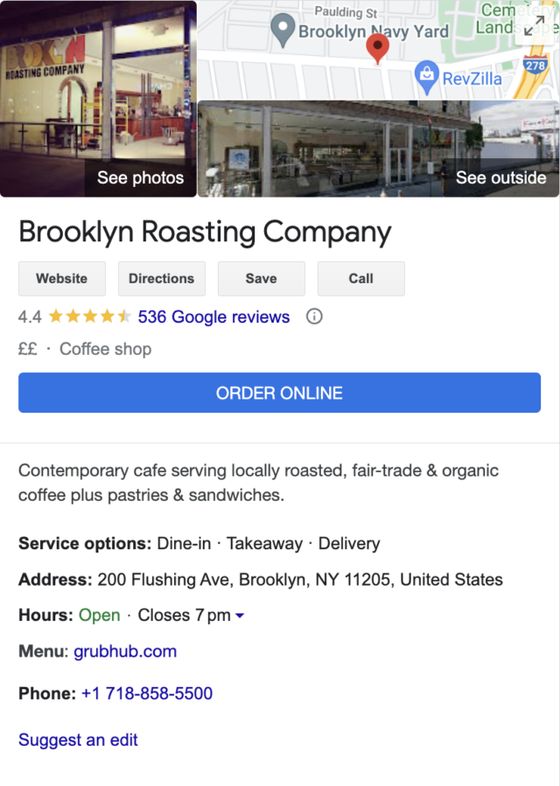 BROOKLYN
ROASTING COMPANY
See photos
Paulding St
Brooklyn Navy Yard
Cemetery
278
RevZilla
See outside
Brooklyn Roasting Company
Website Directions Save Call
4.4 536 Google reviews
££ · Coffee shop
ORDER ONLINE
Contemporary cafe serving locally roasted, fair-trade & organic
coffee plus pastries & sandwiches.
Service options: Dine-in · Takeaway · Delivery
Address: 200 Flushing Ave, Brooklyn, NY 11205, United States
Hours: Open · Closes 7 pm
Menu: grubhub.com
Phone: +1 718-858-5500
Suggest an edit